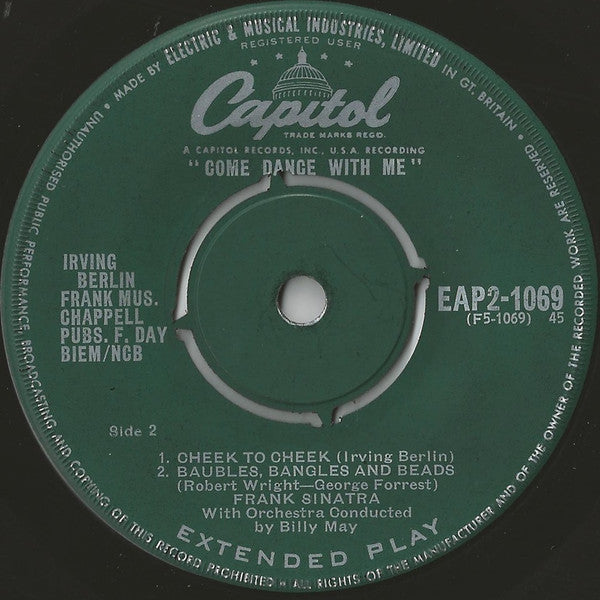 MADE BY ELECTRIC & MUSICAL INDUSTRIES, LIMITED IN GT. BRITAIN •
REGISTERED USER
Capitol
TRADE MARKS REGD.
A CAPITOL RECORDS, INC., U.S.A. RECORDING
"COME DANCE WITH ME"
IRVING
BERLIN
FRANK MUS.
CHAPPELL
PUBS. F. DAY
BIEM/NCB
EAP2-1069
(F5-1069) 45
Side 2
1. CHEEK TO CHEEK (Irving Berlin)
2. BAUBLES, BANGLES AND BEADS
(Robert Wright—George Forrest)
FRANK SINATRA
With Orchestra Conducted
by Billy May
EXTENDED PLAY
UNAUTHORISED PUBLIC PERFORMANCE, BROADCASTING AND COPYING OF THIS RECORD PROHIBITED - ALL RIGHTS OF THE MANUFACTURER AND OF THE OWNER OF THE RECORDED WORK ARE RESERVED •